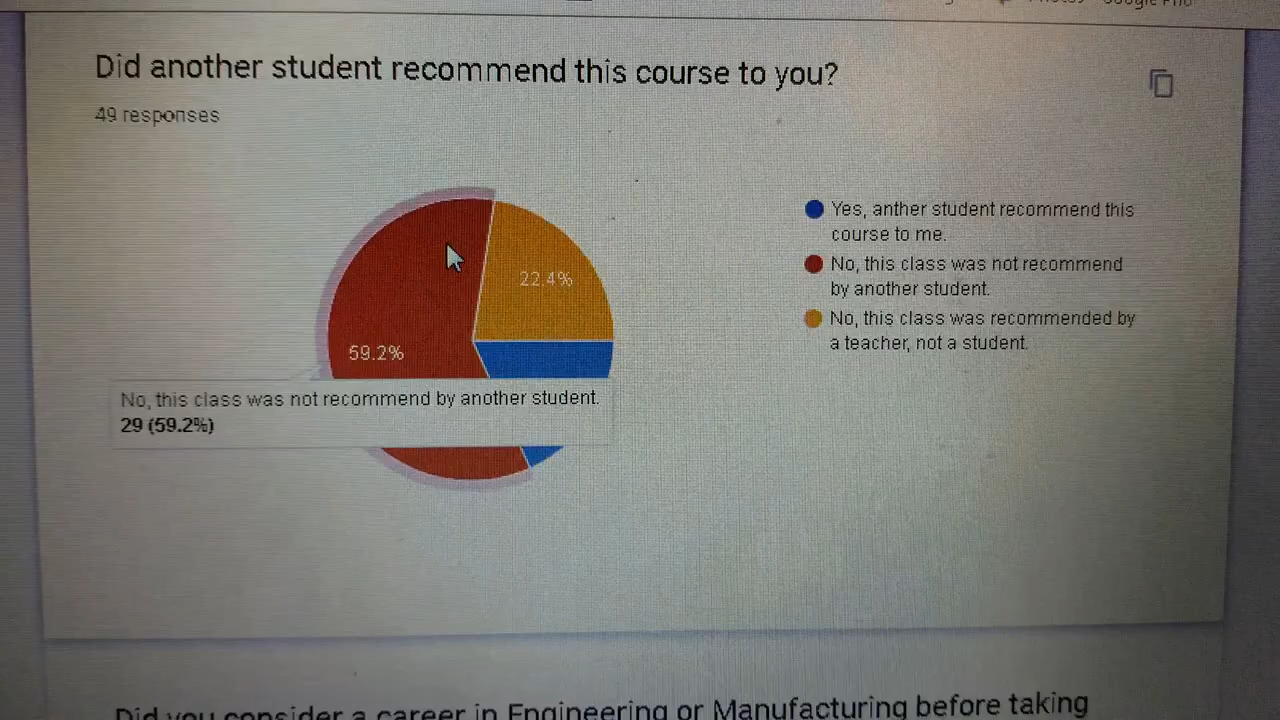 Did another student recommend this course to you?
49 responses
22.4%
59.2%
No, this class was not recommend by another student.
29 (59.2%)
Yes, anther student recommend this
course to me.
No, this class was not recommend
by another student.
No, this class was recommended by
a teacher, not a student.
Did you consider a career in Engineering or Manufacturing before taking